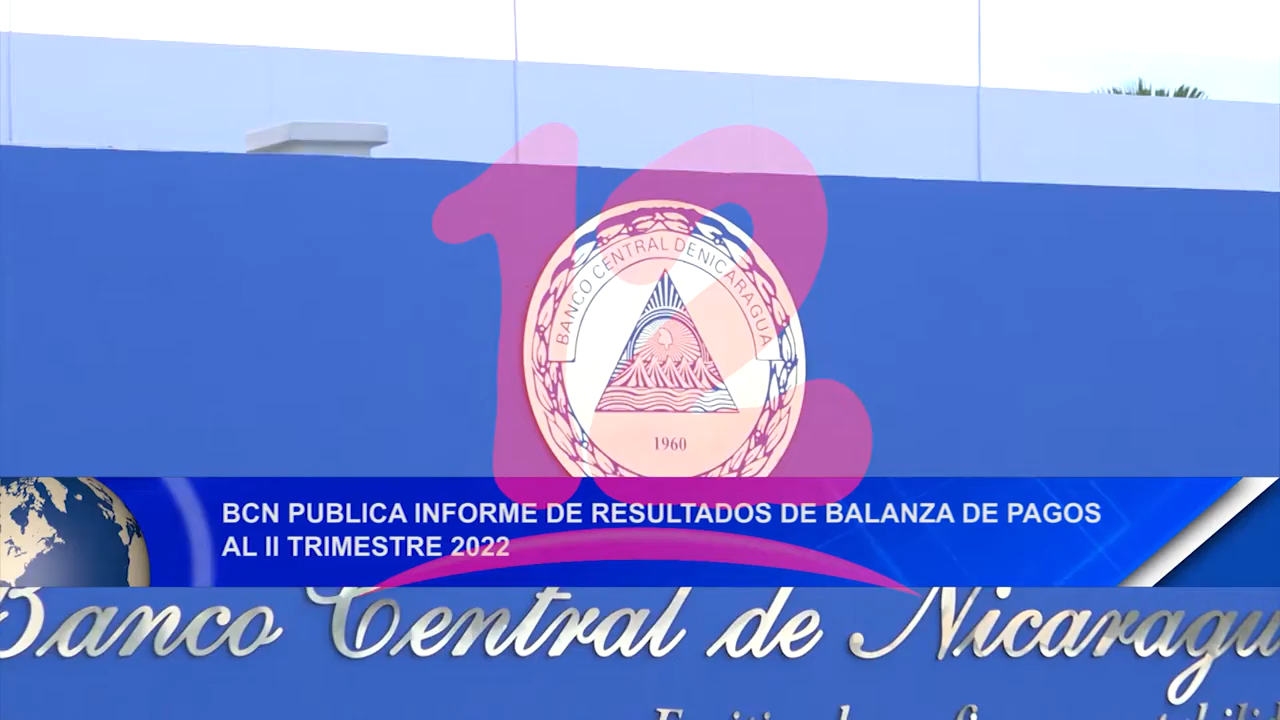 12
BANCO CENTRAL DE NICARAGUA
1960
BCN PUBLICA INFORME DE RESULTADOS DE BALANZA DE PAGOS
AL II TRIMESTRE 2022
Banco Central de